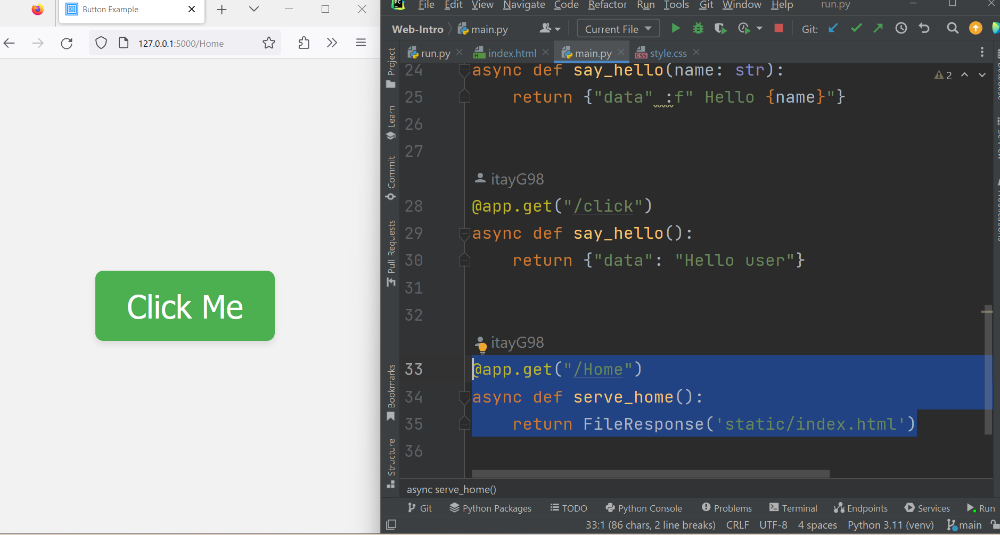 Button Example
127.0.0.1:5000/Home
Click Me
PC
File Edit View Navigate Code Refactor Run Tools Git Window Help run.py
Web-Intro main.py Current File Git:
run.py index.html main.py style.css
Project
Learn
Commit
Pull Requests
Bookmarks
Structure
24 async def say_hello(name: str):
2
25 return {"data" :f" Hello {name}"}
26
27
itayG98
28 @app.get("/click")
29 async def say_hello():
30 return {"data": "Hello user"}
31
32
itayG98
33 @app.get("/Home")
34 async def serve_home():
35 return FileResponse('static/index.html')
36
async serve_home()
Git Python Packages TODO Python Console Problems Terminal Endpoints Services Run
33:1 (86 chars, 2 line breaks) CRLF UTF-8 4 spaces Python 3.11 (venv) main